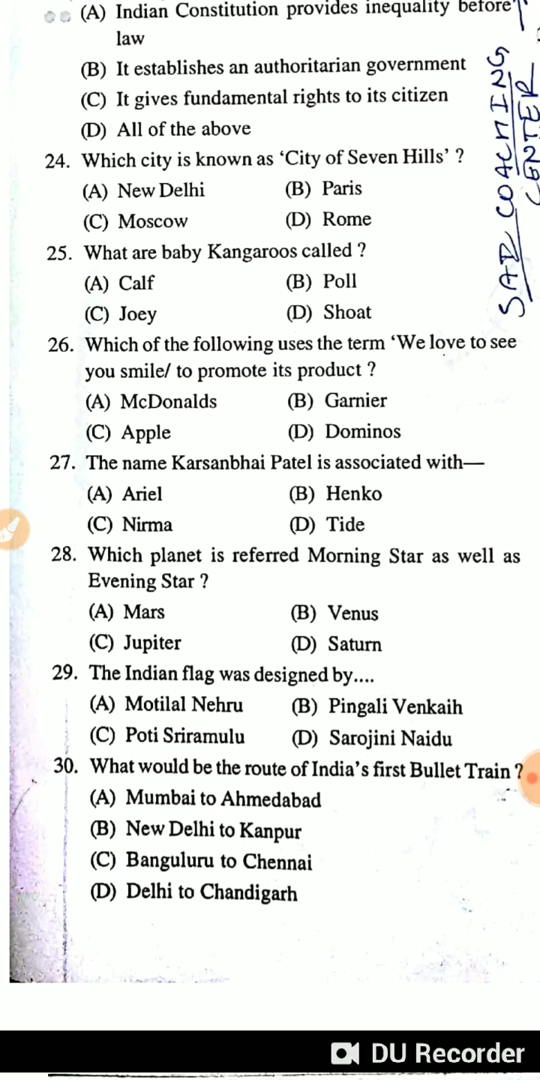 (A) Indian Constitution provides inequality before
law
(B) It establishes an authoritarian government
(C) It gives fundamental rights to its citizen
(D) All of the above
24. Which city is known as ‘City of Seven Hills’ ?
(A) New Delhi (B) Paris
(C) Moscow (D) Rome
25. What are baby Kangaroos called ?
(A) Calf (B) Poll
(C) Joey (D) Shoat
26. Which of the following uses the term ‘We love to see
you smile/ to promote its product ?
(A) McDonalds (B) Garnier
(C) Apple (D) Dominos
27. The name Karsanbhai Patel is associated with—
(A) Ariel (B) Henko
(C) Nirma (D) Tide
28. Which planet is referred Morning Star as well as
Evening Star ?
(A) Mars (B) Venus
(C) Jupiter (D) Saturn
29. The Indian flag was designed by....
(A) Motilal Nehru (B) Pingali Venkaih
(C) Poti Sriramulu (D) Sarojini Naidu
30. What would be the route of India’s first Bullet Train ?
(A) Mumbai to Ahmedabad
(B) New Delhi to Kanpur
(C) Banguluru to Chennai
(D) Delhi to Chandigarh
COACHING
CENTER
DU Recorder